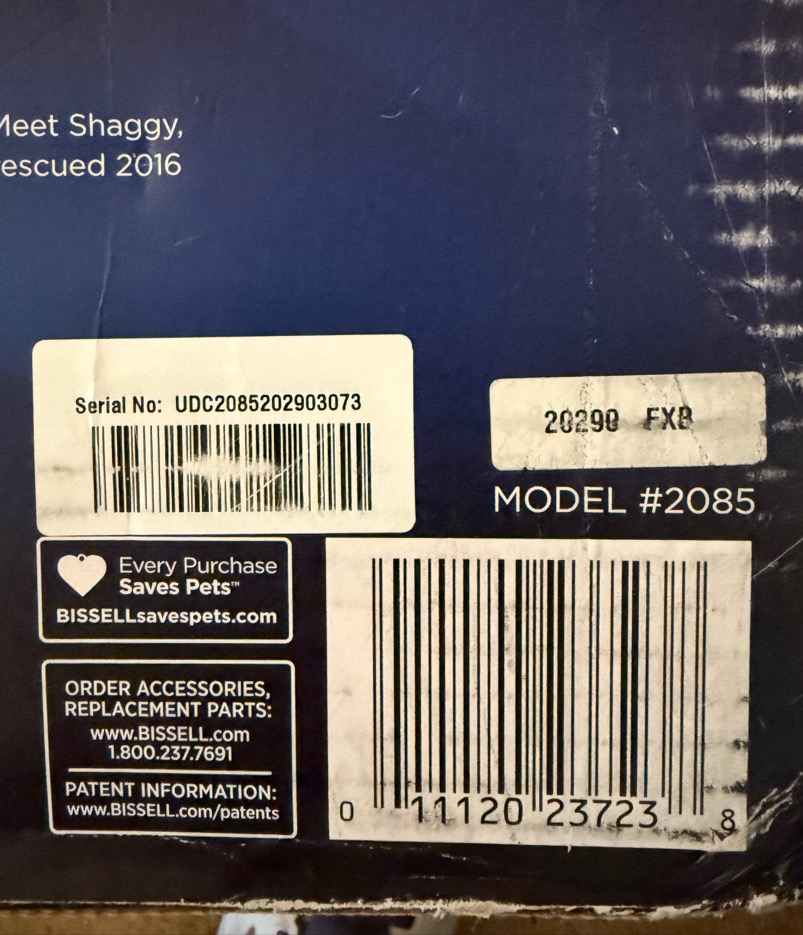 Meet Shaggy,
rescued 2016
Serial No: UDC2085202903073
20290 FXB
MODEL #2085
Every Purchase
Saves Pets™
BISSELLsavespets.com
ORDER ACCESSORIES,
REPLACEMENT PARTS:
www.BISSELL.com
1.800.237.7691
PATENT INFORMATION:
www.BISSELL.com/patents
0 11120 23723 8